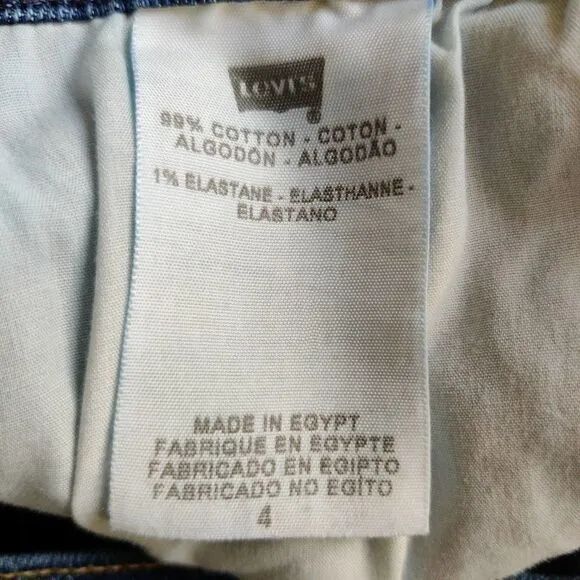 Levi's
®
99% COTTON - COTON -
ALGODÓN - ALGODÃO
1% ELASTANE - ELASTHANNE -
ELASTANO
MADE IN EGYPT
FABRIQUE EN EGYPTE
FABRICADO EN EGIPTO
FABRICADO NO EGÍTO
4